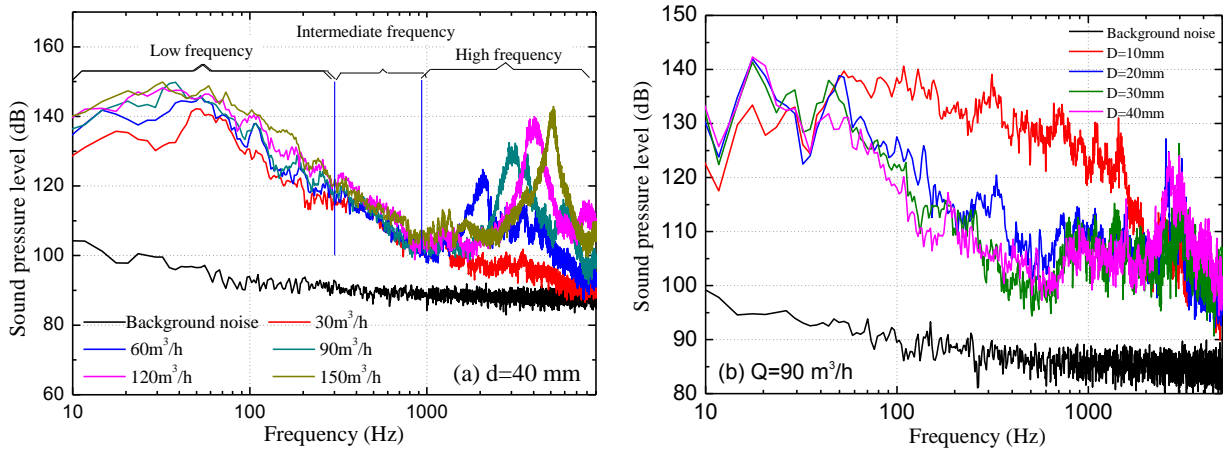 160
140
120
100
80
60
Sound pressure level (dB)
Low frequency
Intermediate frequency
High frequency
Background noise
30m³/h
60m³/h
90m³/h
120m³/h
150m³/h
(a) d=40 mm
10
100
1000
Frequency (Hz)
150
140
130
120
110
100
90
80
Sound pressure level (dB)
Background noise
D=10mm
D=20mm
D=30mm
D=40mm
(b) Q=90 m³/h
10
100
1000
Frequency (Hz)